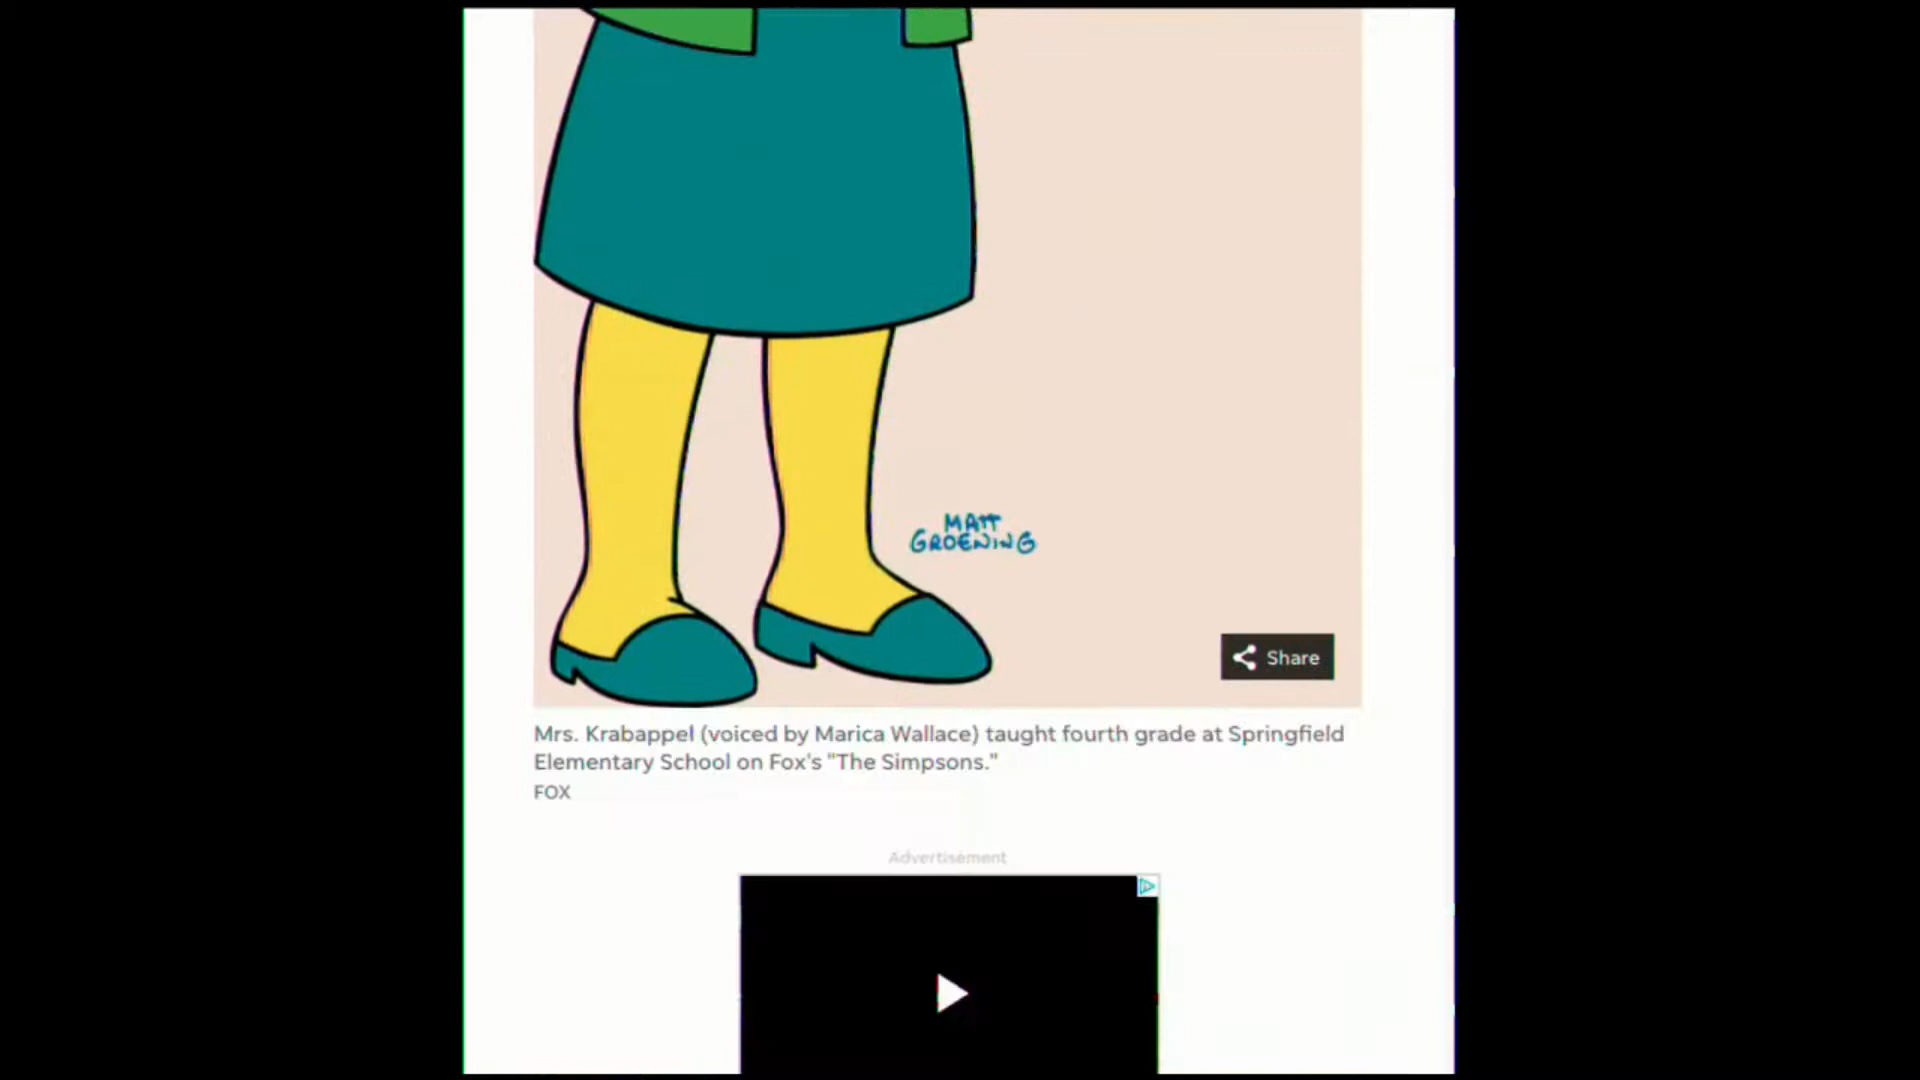 MATT
GROENING
Share
Mrs. Krabappel (voiced by Marica Wallace) taught fourth grade at Springfield
Elementary School on Fox's "The Simpsons."
FOX
Advertisement